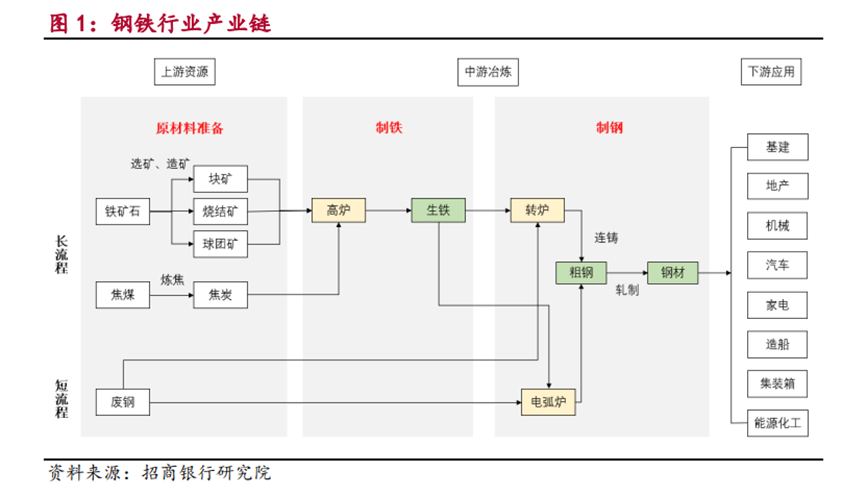 图1：钢铁行业产业链
上游资源
中游冶炼
下游应用
原材料准备
制铁
制钢
选矿、造矿
块矿
铁矿石
烧结矿
球团矿
高炉
生铁
转炉
长流程
连铸
焦煤
炼焦
焦炭
粗钢
轧制
钢材
短流程
废钢
电弧炉
基建
地产
机械
汽车
家电
造船
集装箱
能源化工
资料来源：招商银行研究院